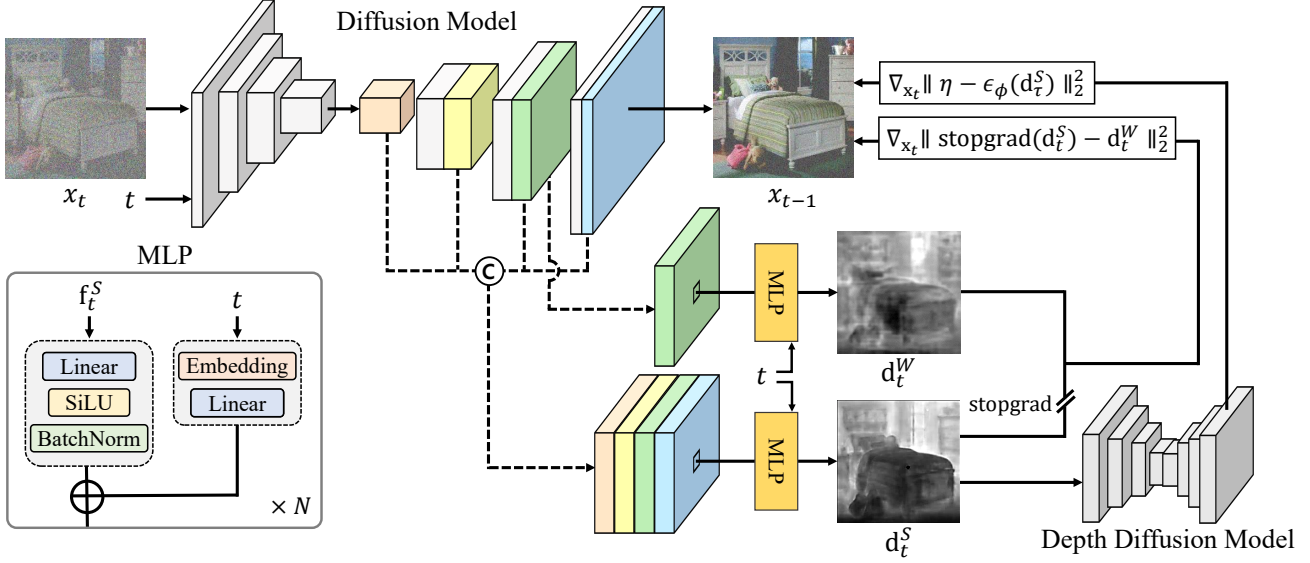 Diffusion Model
∇_{x_t} ‖ η − ϵ_ϕ(d_τ^S) ‖_2^2
∇_{x_t} ‖ stopgrad(d_t^S) − d_t^W ‖_2^2
x_t
t
x_{t−1}
MLP
C
f_t^S
t
Linear
Embedding
SiLU
Linear
BatchNorm
× N
MLP
d_t^W
t
stopgrad
MLP
d_t^S
Depth Diffusion Model